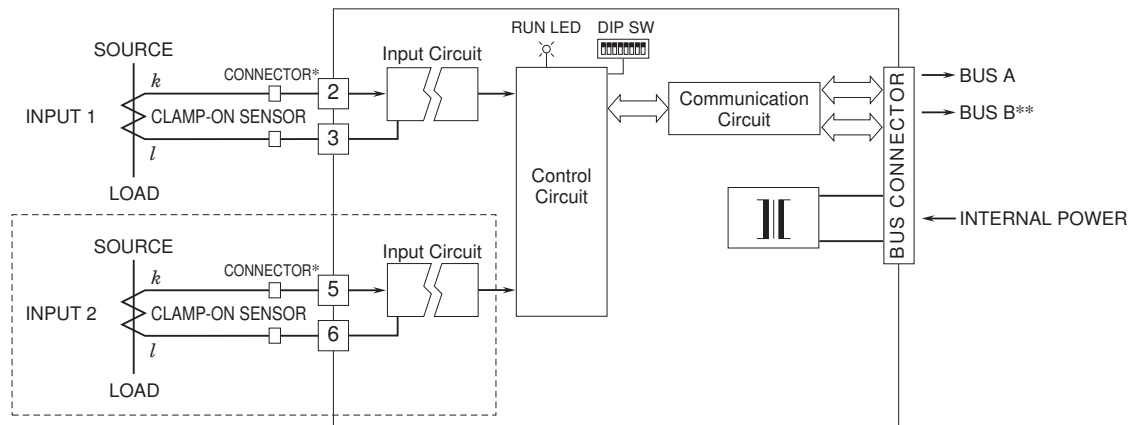 RUN LED
DIP SW
SOURCE
k
CONNECTOR*
2
Input Circuit
INPUT 1
CLAMP-ON SENSOR
3
l
LOAD
Control
Circuit
Communication
Circuit
BUS CONNECTOR
BUS A
BUS B**
INTERNAL POWER
SOURCE
k
CONNECTOR*
5
Input Circuit
INPUT 2
CLAMP-ON SENSOR
6
l
LOAD